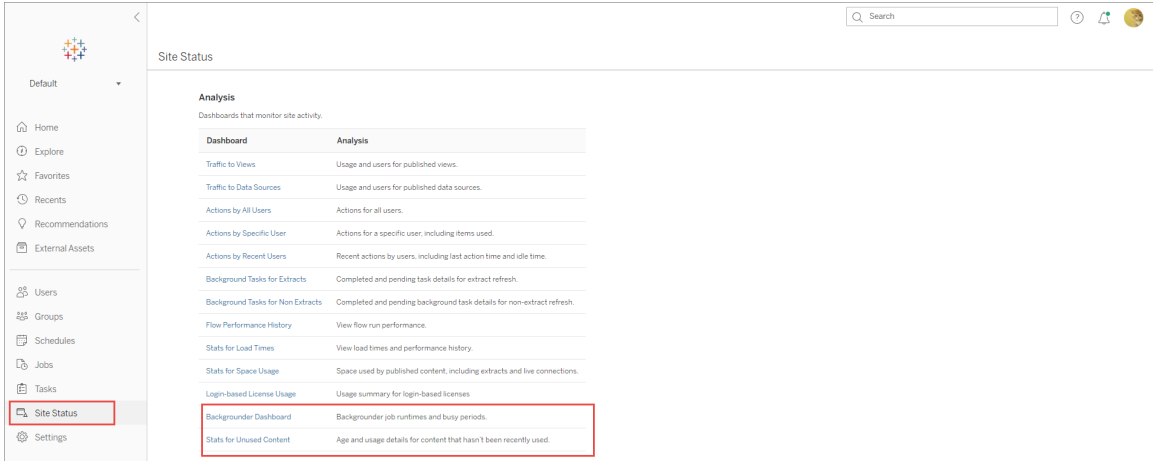 Search
Site Status
Default
Home
Explore
Favorites
Recents
Recommendations
External Assets
Users
Groups
Schedules
Jobs
Tasks
Site Status
Settings
Analysis
Dashboards that monitor site activity.
Dashboard Analysis
Traffic to Views Usage and users for published views.
Traffic to Data Sources Usage and users for published data sources.
Actions by All Users Actions for all users.
Actions by Specific User Actions for a specific user, including items used.
Actions by Recent Users Recent actions by users, including last action time and idle time.
Background Tasks for Extracts Completed and pending task details for extract refresh.
Background Tasks for Non Extracts Completed and pending background task details for non-extract refresh.
Flow Performance History View flow run performance.
Stats for Load Times View load times and performance history.
Stats for Space Usage Space used by published content, including extracts and live connections.
Login-based License Usage Usage summary for login-based licenses
Backgrounder Dashboard Backgrounder job runtimes and busy periods.
Stats for Unused Content Age and usage details for content that hasn't been recently used.